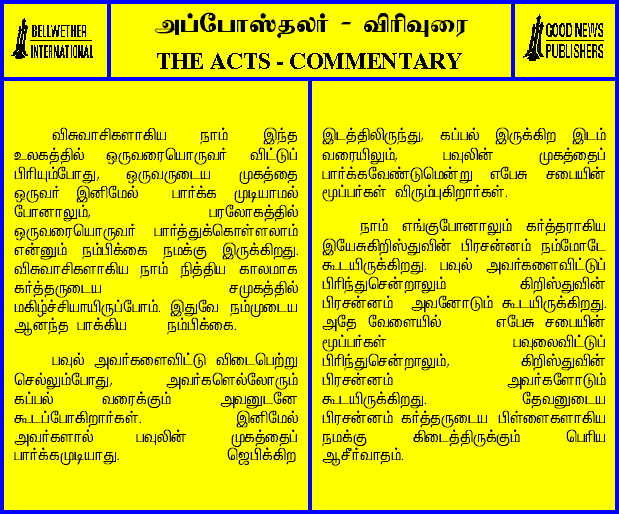 BELLWETHER
INTERNATIONAL
அப்போஸ்தலர் - விரிவுரை
THE ACTS - COMMENTARY
GOOD NEWS
PUBLISHERS
விசுவாசிகளாகிய நாம் இந்த
உலகத்தில் ஒருவரையொருவர் விட்டுப்
பிரியும்போது, ஒருவருடைய முகத்தை
ஒருவர் இனிமேல் பார்க்க முடியாமல்
போனாலும், பரலோகத்தில்
ஒருவரையொருவர் பார்த்துக்கொள்ளலாம்
என்னும் நம்பிக்கை நமக்கு இருக்கிறது.
விசுவாசிகளாகிய நாம் நித்திய காலமாக
கர்த்தருடைய சமுகத்தில்
மகிழ்ச்சியாயிருப்போம். இதுவே நம்முடைய
ஆனந்த பாக்கிய நம்பிக்கை.
பவுல் அவர்களைவிட்டு விடைபெற்று
செல்லும்போது, அவர்களெல்லோரும்
கப்பல் வரைக்கும் அவனுடனே
கூடப்போகிறார்கள். இனிமேல்
அவர்களால் பவுலின் முகத்தைப்
பார்க்கமுடியாது. ஜெபிக்கிற
இடத்திலிருந்து, கப்பல் இருக்கிற இடம்
வரையிலும், பவுலின் முகத்தைப்
பார்க்கவேண்டுமென்று எபேசு சபையின்
மூப்பர்கள் விரும்புகிறார்கள்.
நாம் எங்குபோனாலும் கர்த்தராகிய
இயேசுகிறிஸ்துவின் பிரசன்னம் நம்மோடே
கூடயிருக்கிறது. பவுல் அவர்களைவிட்டுப்
பிரிந்துசென்றாலும் கிறிஸ்துவின்
பிரசன்னம் அவனோடும் கூடயிருக்கிறது.
அதே வேளையில் எபேசு சபையின்
மூப்பர்கள் பவுலைவிட்டுப்
பிரிந்துசென்றாலும், கிறிஸ்துவின்
பிரசன்னம் அவர்களோடும்
கூடயிருக்கிறது. தேவனுடைய
பிரசன்னம் கர்த்தருடைய பிள்ளைகளாகிய
நமக்கு கிடைத்திருக்கும் பெரிய
ஆசீர்வாதம்.